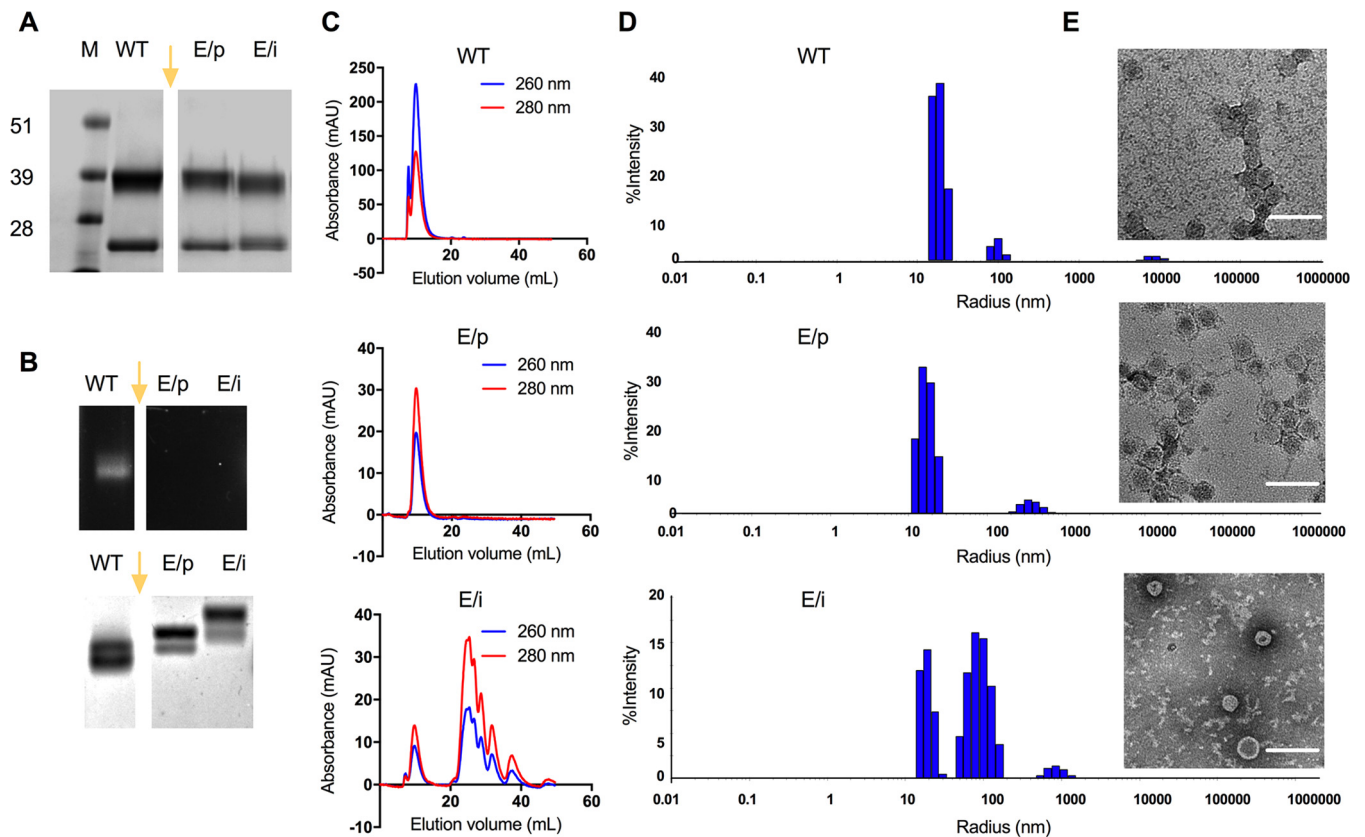 A
M WT E/p E/i
51
39
28
B
WT E/p E/i
WT E/p E/i
C
WT
260 nm
280 nm
Absorbance (mAU)
250
200
150
100
50
0
-50
20 40 60
Elution volume (mL)
E/p
260 nm
280 nm
Absorbance (mAU)
40
30
20
10
0
-10
20 40 60
Elution volume (mL)
E/i
260 nm
280 nm
Absorbance (mAU)
40
30
20
10
0
-10
20 40 60
Elution volume (mL)
D
WT
%Intensity
40
30
20
10
0
0.01 0.1 1 10 100 1000 10000 100000 1000000
Radius (nm)
E/p
%Intensity
40
30
20
10
0
0.01 0.1 1 10 100 1000 10000 100000 1000000
Radius (nm)
E/i
%Intensity
20
15
10
5
0
0.01 0.1 1 10 100 1000 10000 100000 1000000
Radius (nm)
E